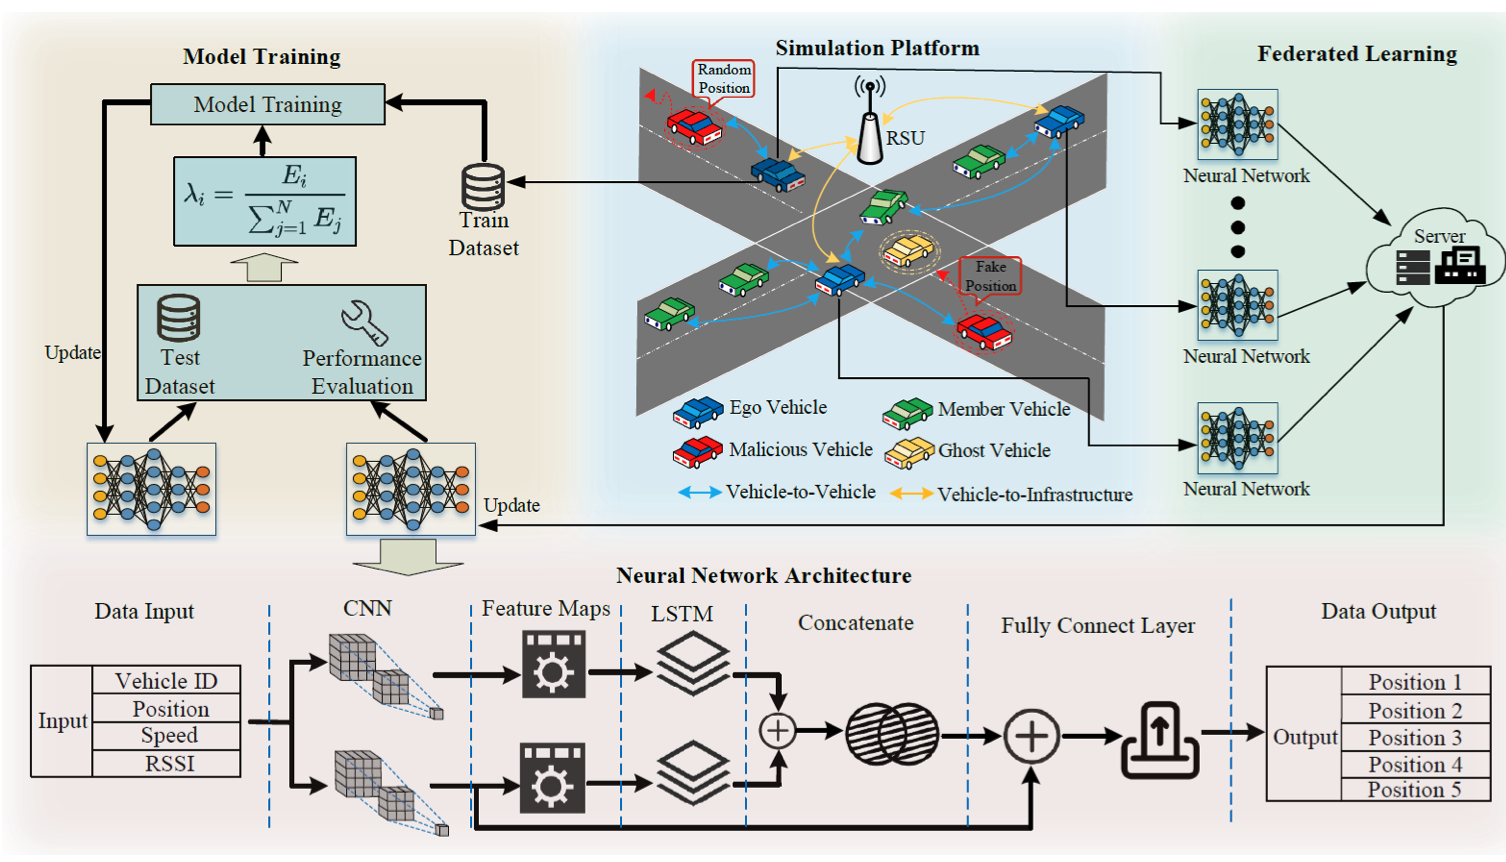 Model Training
Model Training
λ_i = E_i / ∑_{j=1}^{N} E_j
Train
Dataset
Update
Test
Dataset
Performance
Evaluation
Update
Simulation Platform
Random
Position
RSU
Fake
Position
Ego Vehicle
Member Vehicle
Malicious Vehicle
Ghost Vehicle
Vehicle-to-Vehicle
Vehicle-to-Infrastructure
Federated Learning
Neural Network
Server
Neural Network
Neural Network
Neural Network Architecture
Data Input
CNN
Feature Maps
LSTM
Concatenate
Fully Connect Layer
Data Output
Input
Vehicle ID
Position
Speed
RSSI
Output
Position 1
Position 2
Position 3
Position 4
Position 5